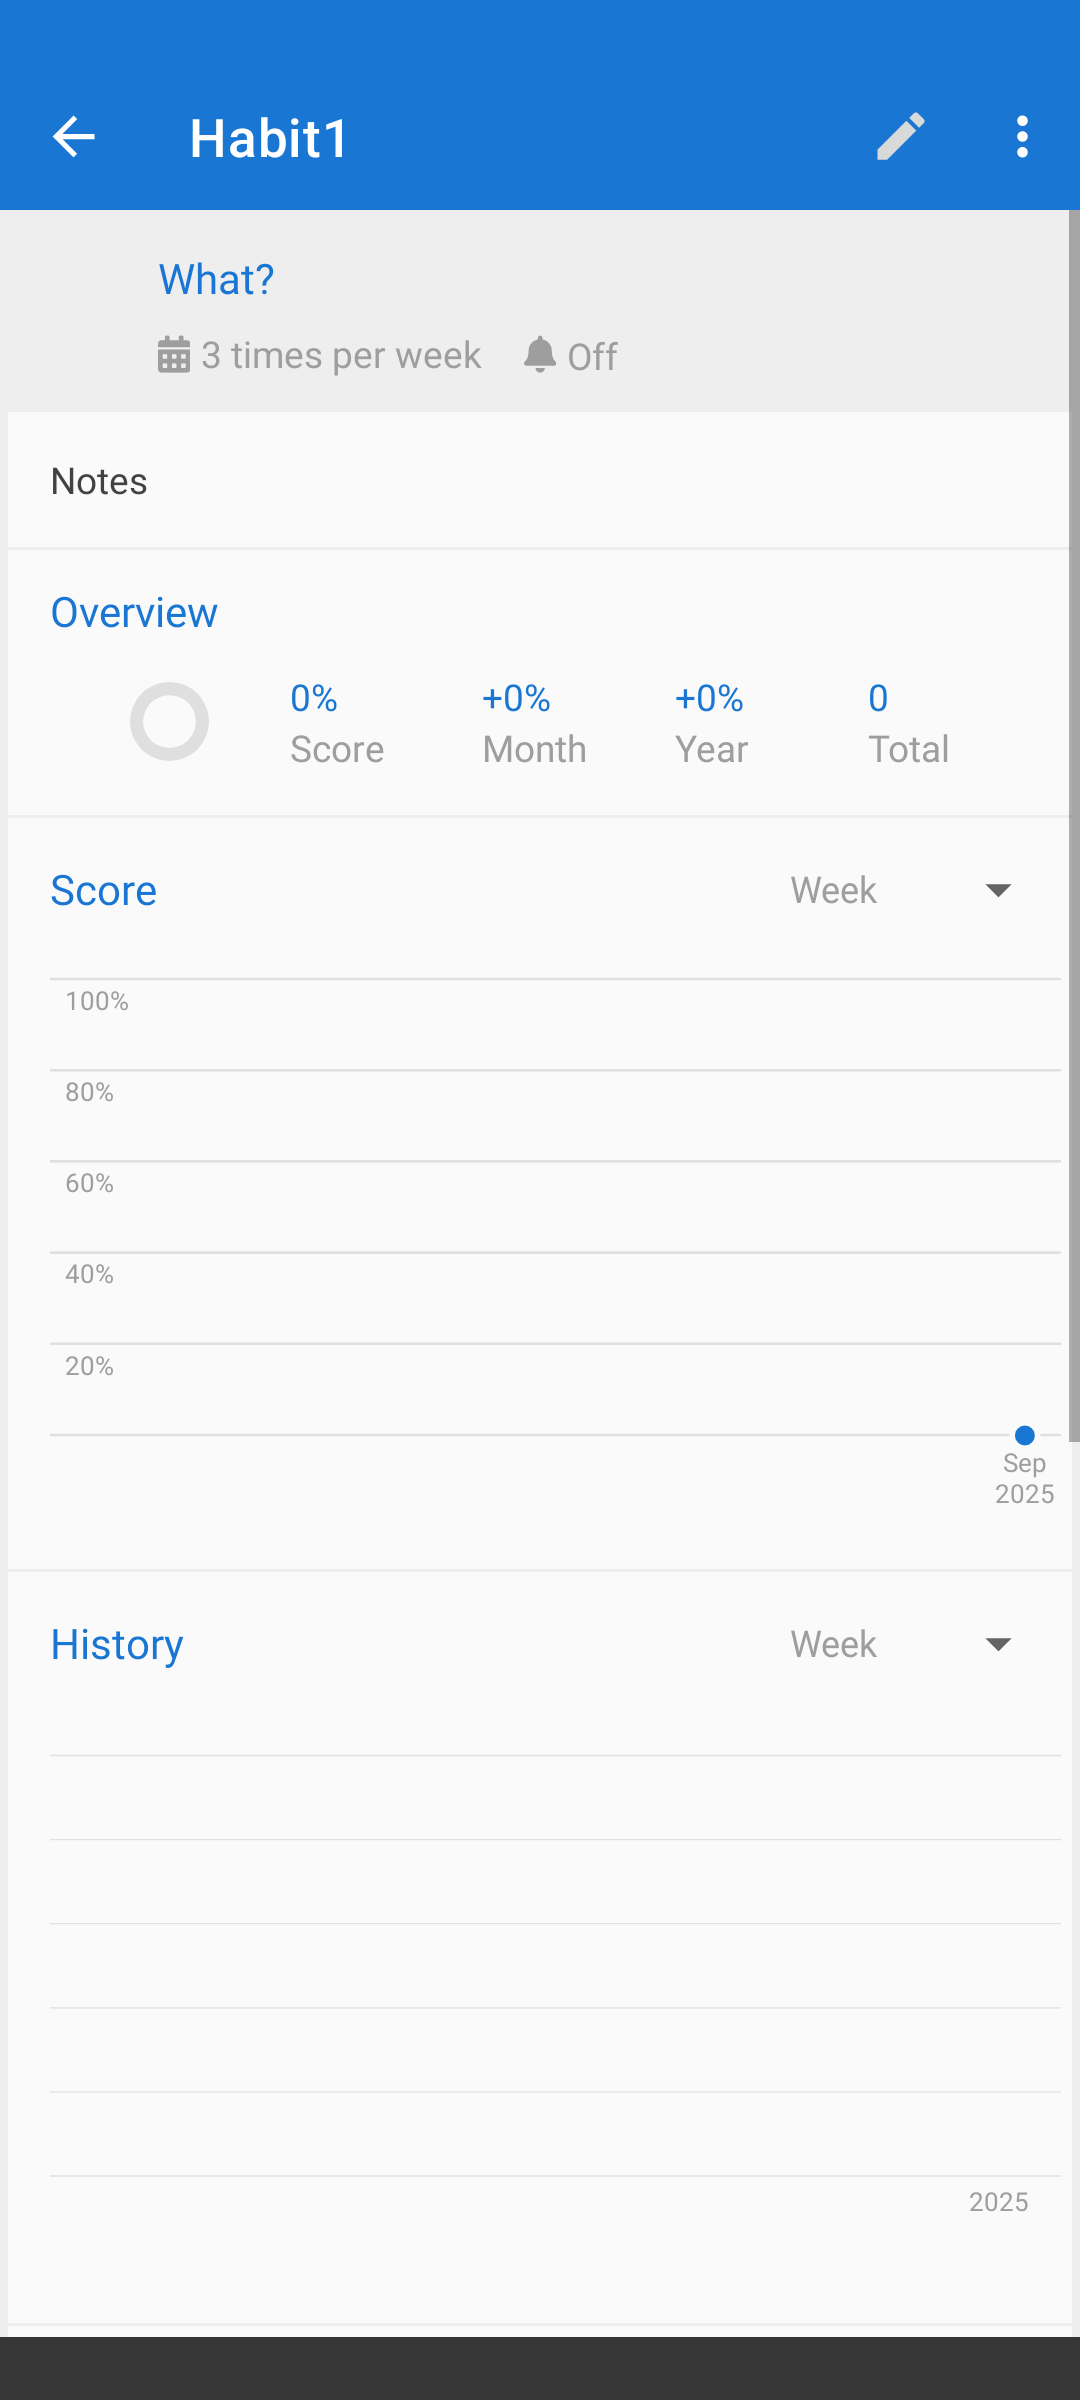 Habit1
What?
3 times per week Off
Notes
Overview
0% +0% +0% 0
Score Month Year Total
Score Week
100%
80%
60%
40%
20%
Sep
2025
History Week
2025